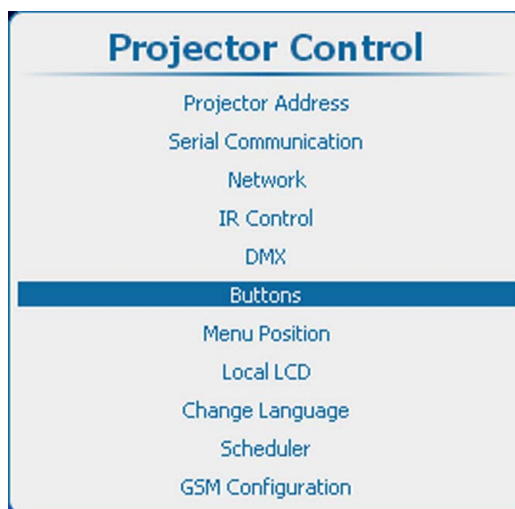 Projector Control
Projector Address
Serial Communication
Network
IR Control
DMX
Buttons
Menu Position
Local LCD
Change Language
Scheduler
GSM Configuration